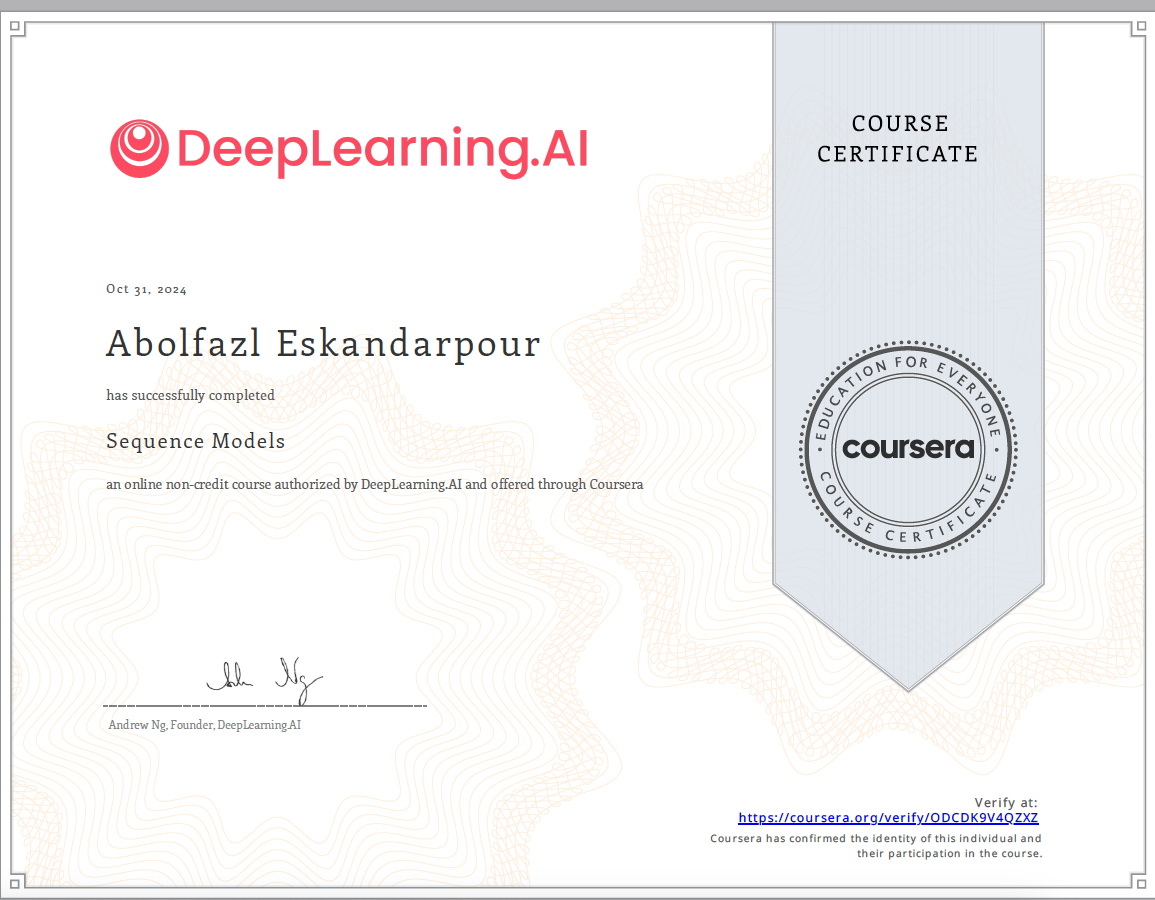 DeepLearning.AI
COURSE
CERTIFICATE
Oct 31, 2024
Abolfazl Eskandarpour
has successfully completed
Sequence Models
an online non-credit course authorized by DeepLearning.AI and offered through Coursera
EDUCATION FOR EVERYONE
coursera
COURSE CERTIFICATE
Andrew Ng, Founder, DeepLearning.AI
Verify at:
https://coursera.org/verify/ODCDK9V4QZXZ
Coursera has confirmed the identity of this individual and
their participation in the course.